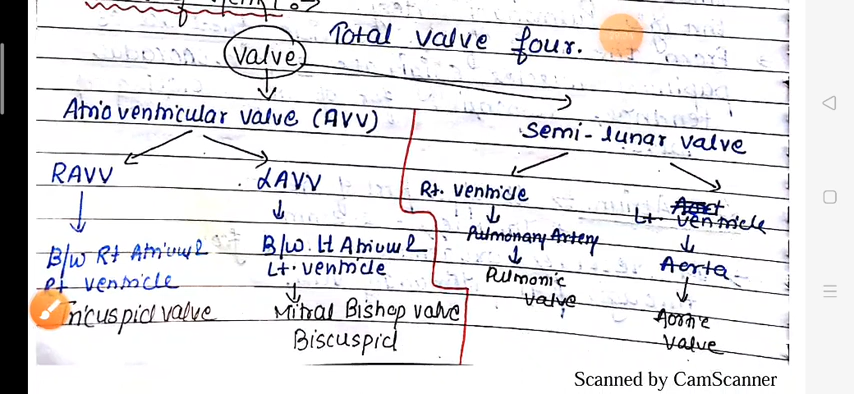 Total valve four.
Valve
Atrioventricular valve (AVV)
Semi-lunar valve
RAVV
LAVV
Rt. ventricle
Lt. ventricle
B/w Rt Atrium &
Rt ventricle
B/w. Lt Atrium &
Lt. ventricle
Pulmonary Artery
Aorta
Tricuspid valve
Mitral Bishop valve
Biscuspid
Pulmonic
valve
Aortic
valve
Scanned by CamScanner